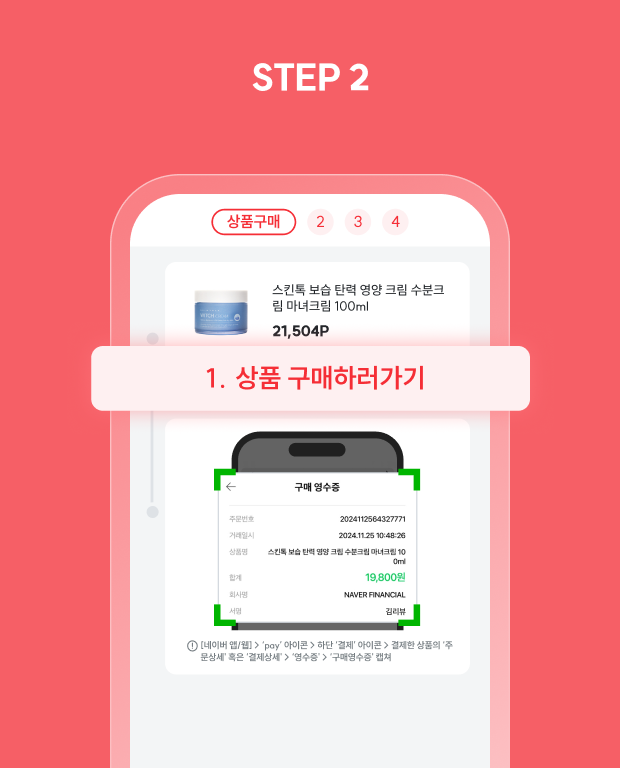 STEP 2
상품구매 2 3 4
스킨톡 보습 탄력 영양 크림 수분크
림 마녀크림 100ml
21,504P
1. 상품 구매하러가기
구매 영수증
주문번호 2024112564327771
거래일시 2024.11.25 10:48:26
상품명 스킨톡 보습 탄력 영양 크림 수분크림 마녀크림 10
0ml
합계 19,800원
회사명 NAVER FINANCIAL
서명 김리뷰
[네이버 앱/웹] > 'pay' 아이콘 > 하단 '결제' 아이콘 > 결제한 상품의 '주
문상세' 혹은 '결제상세' > '영수증' > '구매영수증' 캡쳐